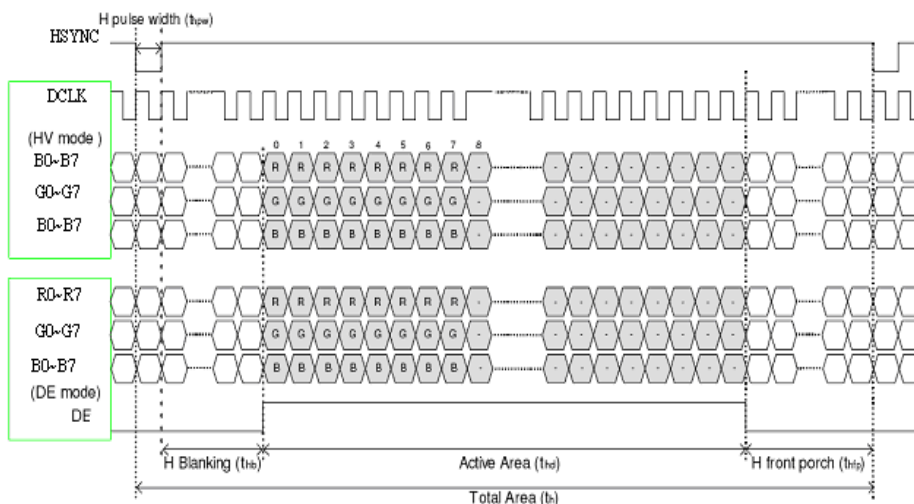 H pulse width (thpw)
HSYNC
DCLK
(HV mode )
0 1 2 3 4 5 6 7 8
B0~B7 R R R R R R R R - - - - - - - - -
G0~G7 G G G G G G G G - - - - - - - - -
B0~B7 B B B B B B B B - - - - - - - - -
R0~R7 R R R R R R R R - - - - - - - - -
G0~G7 G G G G G G G G - - - - - - - - -
B0~B7 B B B B B B B B - - - - - - - - -
(DE mode)
DE
H Blanking (thb) Active Area (thd) H front porch (thfp)
Total Area (th)